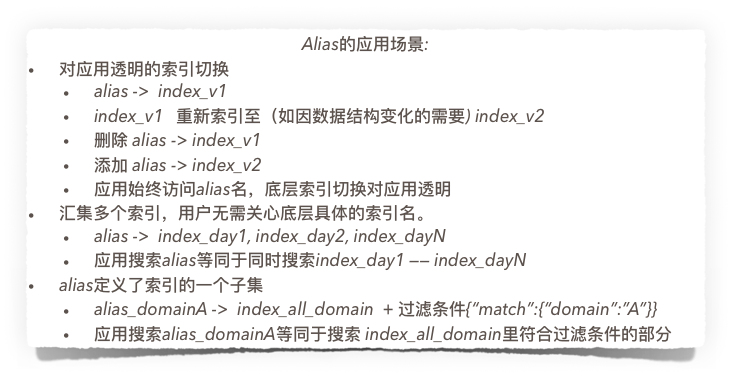 Alias的应用场景:
• 对应用透明的索引切换
• alias -> index_v1
• index_v1 重新索引至（如因数据结构变化的需要) index_v2
• 删除 alias -> index_v1
• 添加 alias -> index_v2
• 应用始终访问alias名，底层索引切换对应用透明
• 汇集多个索引，用户无需关心底层具体的索引名。
• alias -> index_day1, index_day2, index_dayN
• 应用搜索alias等同于同时搜索index_day1 –– index_dayN
• alias定义了索引的一个子集
• alias_domainA -> index_all_domain + 过滤条件{“match":{“domain":”A”}}
• 应用搜索alias_domainA等同于搜索 index_all_domain里符合过滤条件的部分